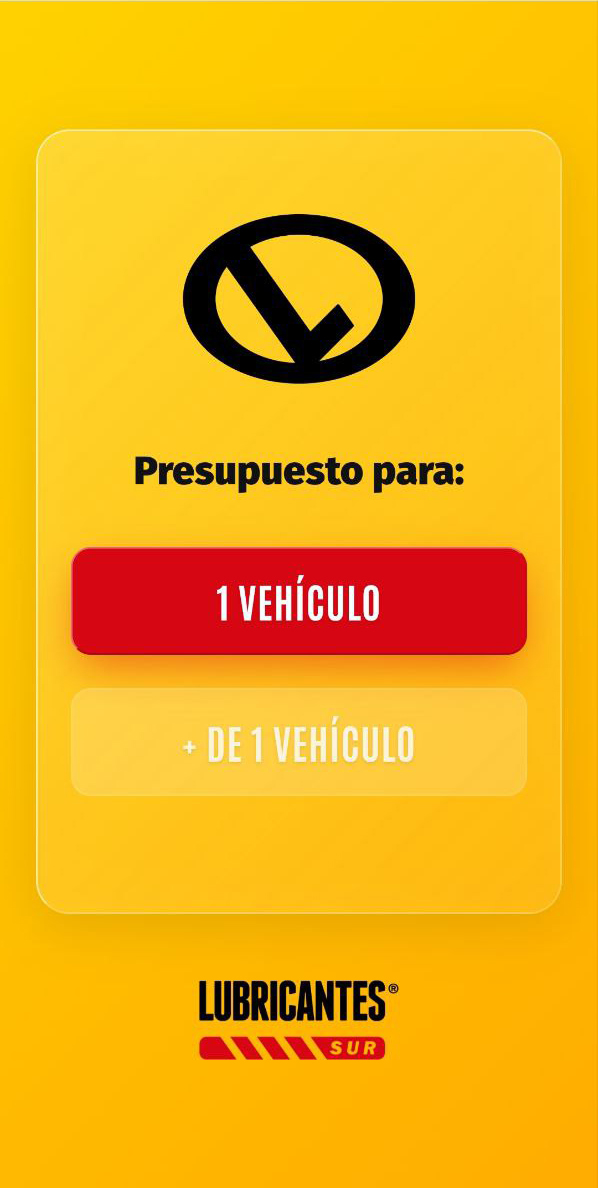 Presupuesto para:
1 VEHÍCULO
+ DE 1 VEHÍCULO
LUBRICANTES®
SUR